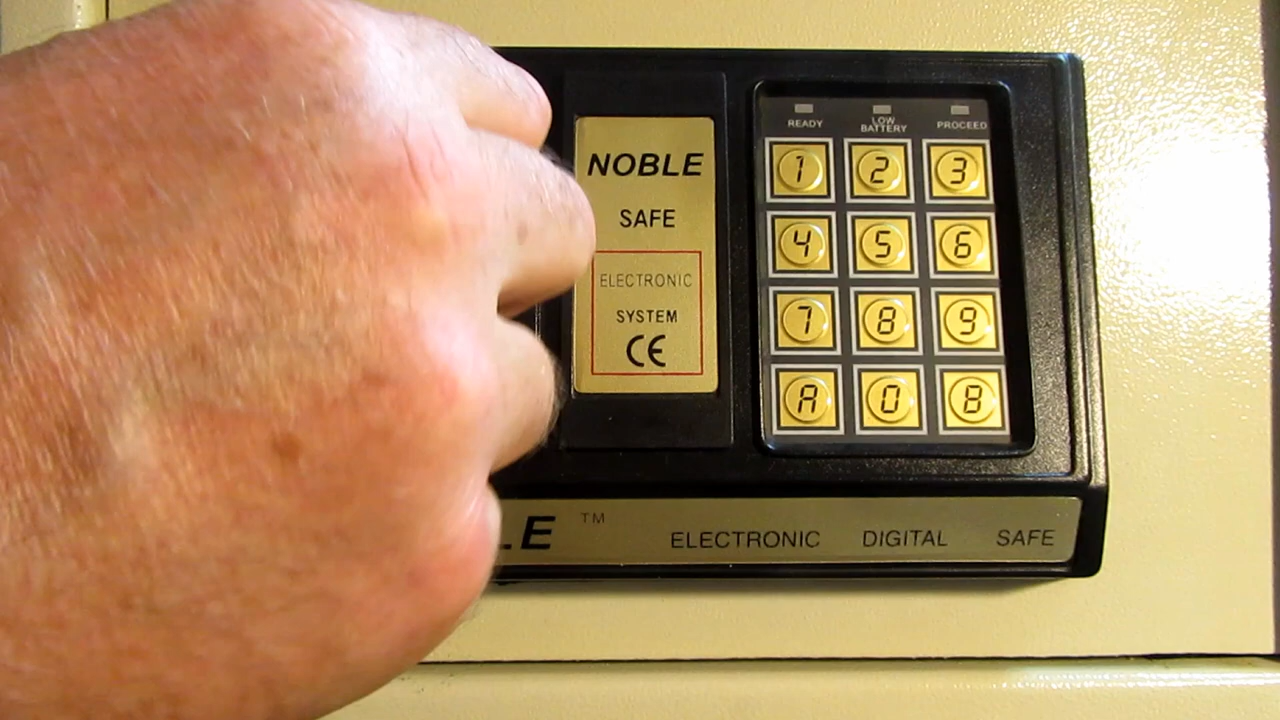 NOBLE
SAFE
ELECTRONIC
SYSTEM
CE
READY LOW BATTERY PROCEED
1 2 3
4 5 6
7 8 9
A 0 8
LE ™ ELECTRONIC DIGITAL SAFE